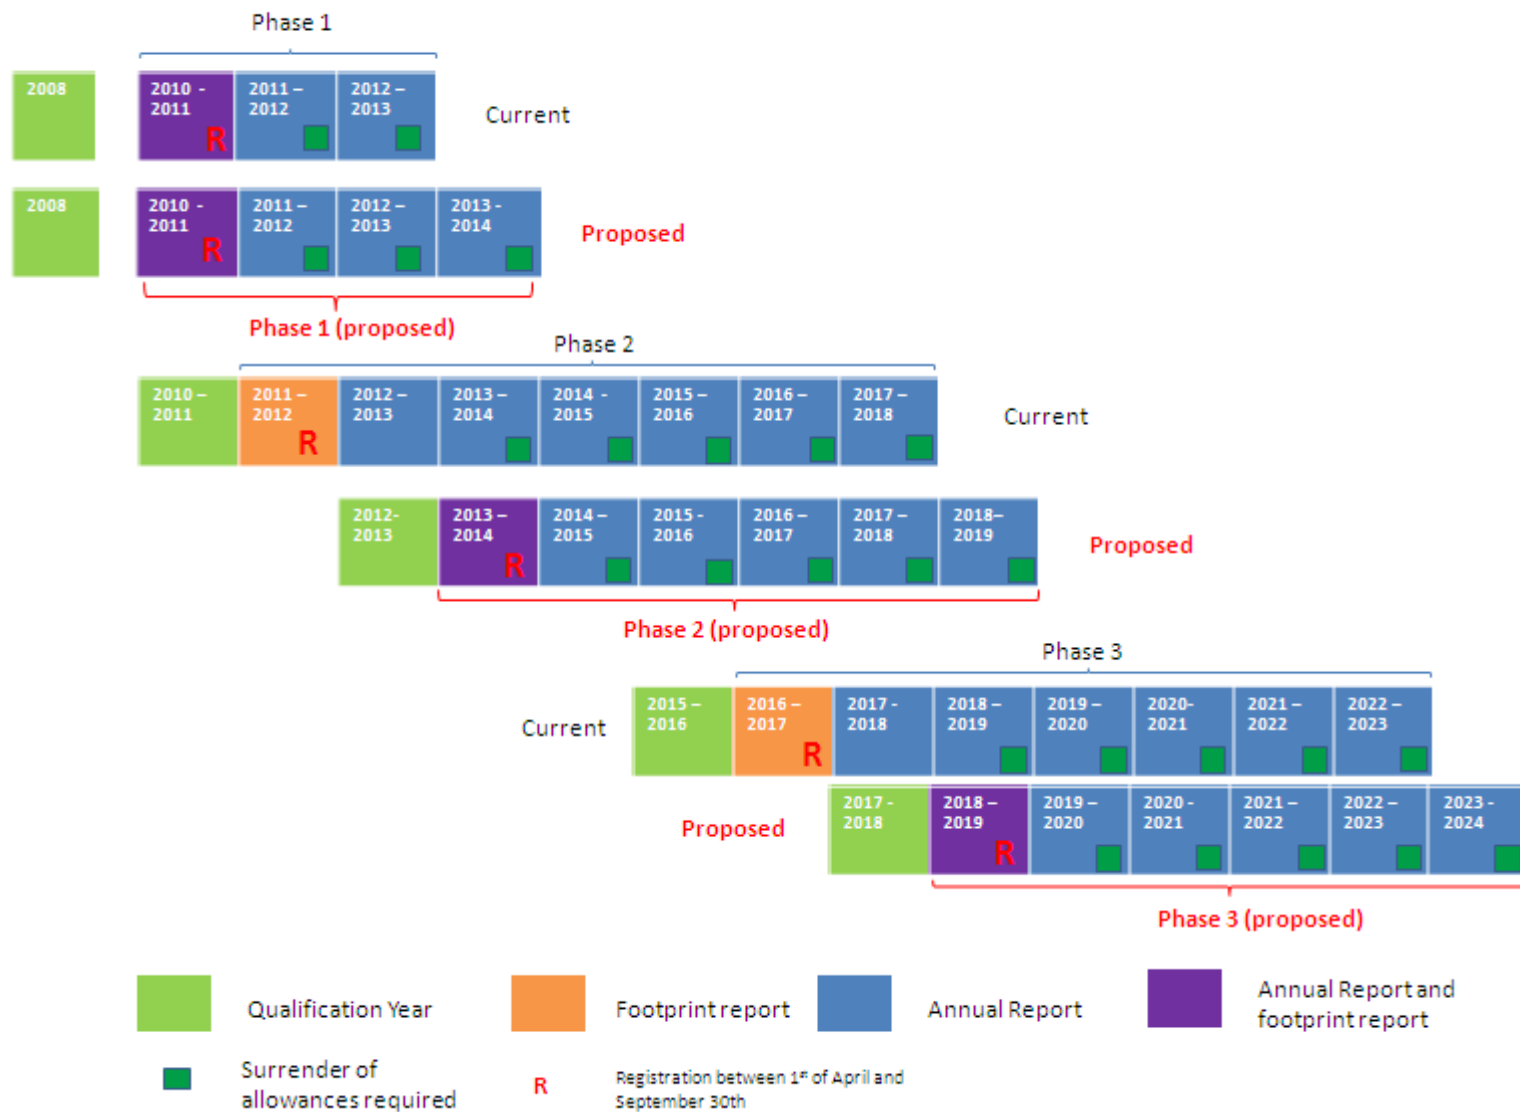 Phase 1
2008
2010 -
2011
R
2011 –
2012
2012 –
2013
Current
2008
2010 -
2011
R
2011 –
2012
2012 –
2013
2013 -
2014
Proposed
Phase 1 (proposed)
Phase 2
2010 –
2011
2011 –
2012
R
2012 –
2013
2013 –
2014
2014 -
2015
2015 –
2016
2016 –
2017
2017 –
2018
Current
2012-
2013
2013 –
2014
R
2014 –
2015
2015 -
2016
2016 –
2017
2017 –
2018
2018–
2019
Proposed
Phase 2 (proposed)
Phase 3
Current
2015 –
2016
2016 –
2017
R
2017 -
2018
2018 –
2019
2019 –
2020
2020-
2021
2021 –
2022
2022 –
2023
Proposed
2017 -
2018
2018 –
2019
R
2019 –
2020
2020 -
2021
2021 –
2022
2022 –
2023
2023 -
2024
Phase 3 (proposed)
Qualification Year
Footprint report
Annual Report
Annual Report and
footprint report
Surrender of
allowances required
R
Registration between 1st of April and
September 30th